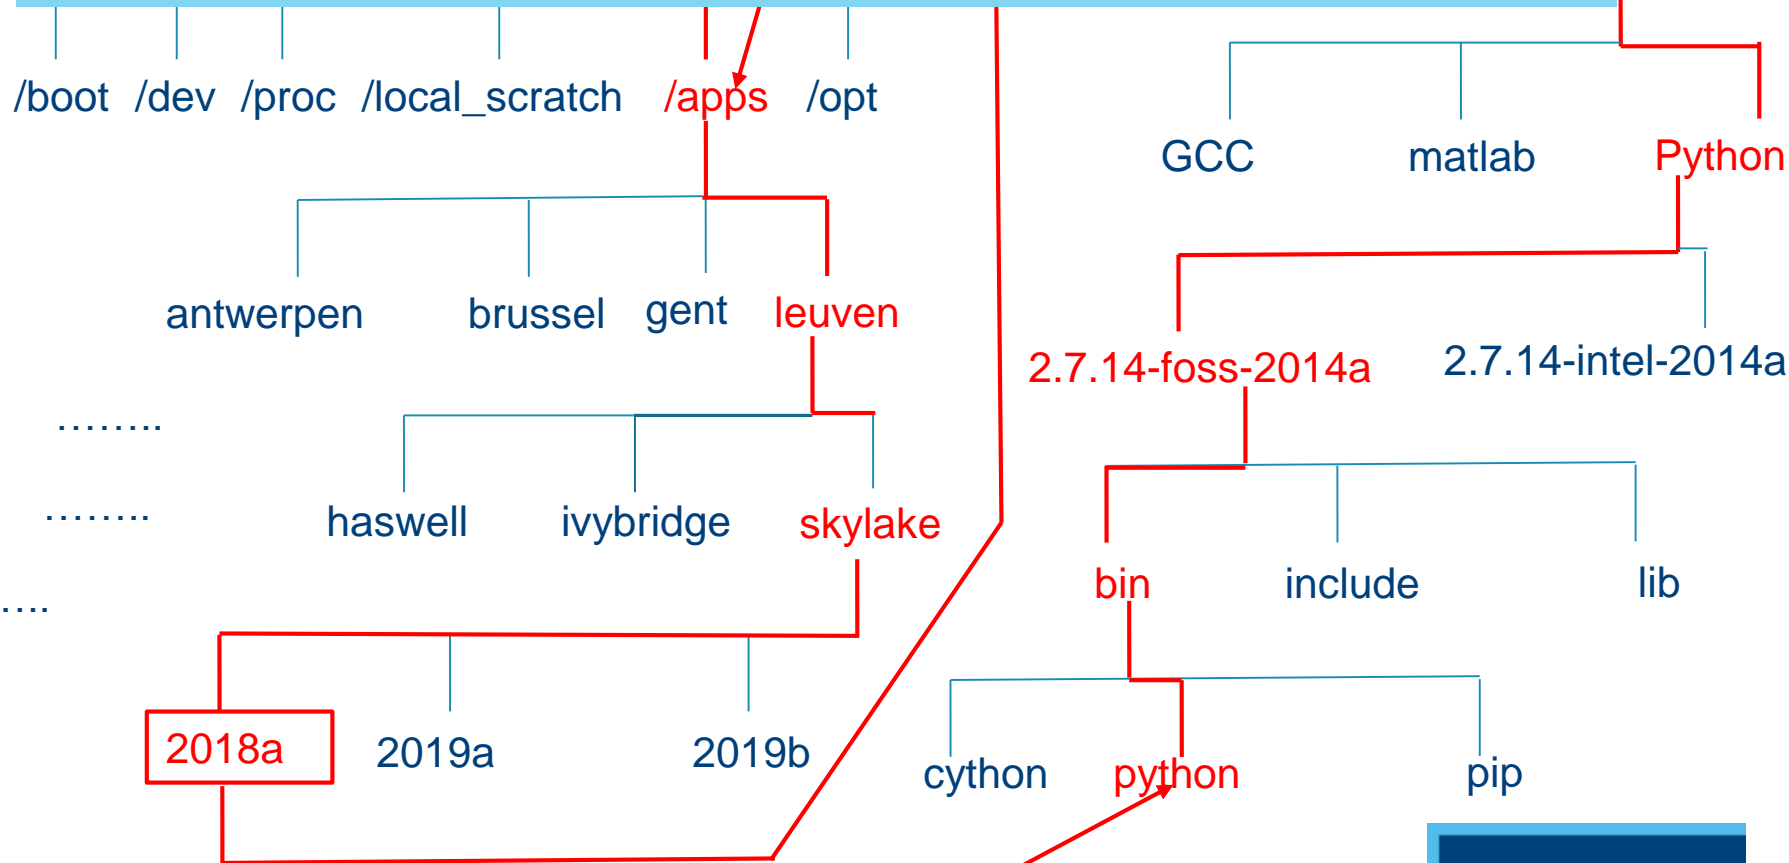 /boot /dev /proc /local_scratch /apps /opt
GCC matlab Python
antwerpen brussel gent leuven
2.7.14-foss-2014a 2.7.14-intel-2014a
........
haswell ivybridge skylake
........
bin include lib
....
2018a 2019a 2019b
cython python pip